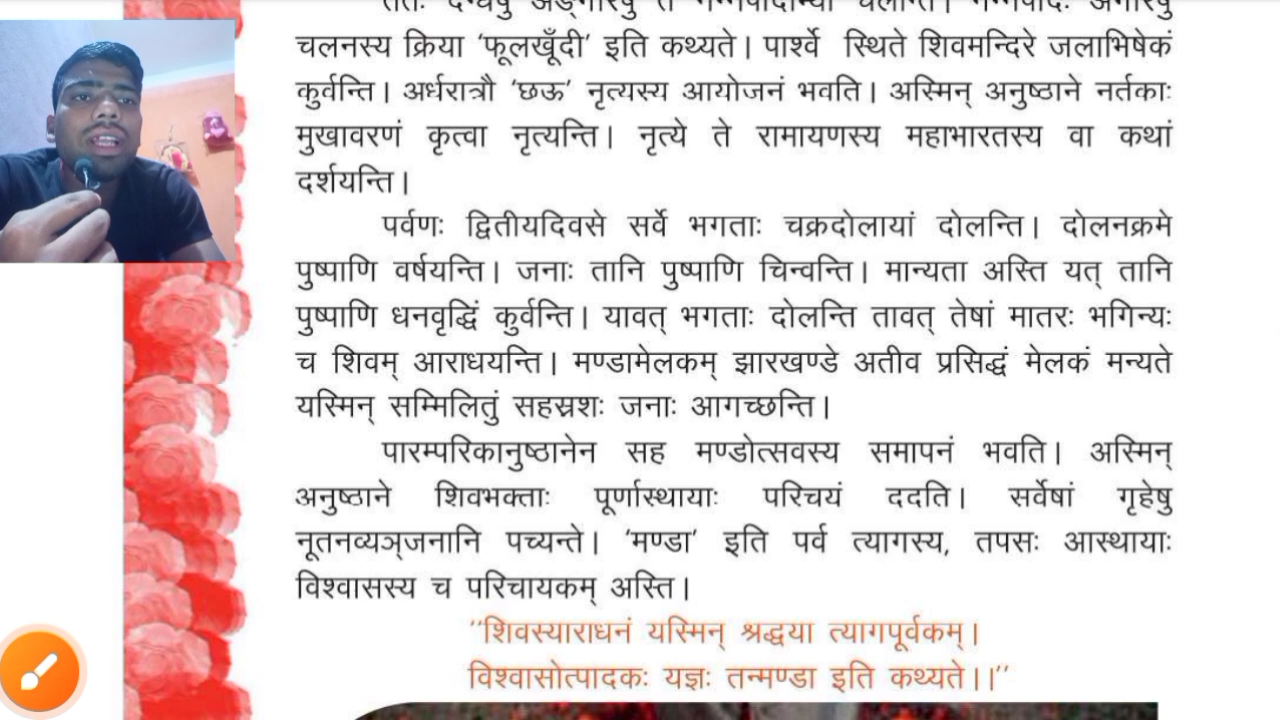 चलनस्य क्रिया ‘फूलखूँदी’ इति कथ्यते। पार्श्वे स्थिते शिवमन्दिरे जलाभिषेकं
कुर्वन्ति। अर्धरात्रौ ‘छऊ’ नृत्यस्य आयोजनं भवति। अस्मिन् अनुष्ठाने नर्तकाः
मुखावरणं कृत्वा नृत्यन्ति। नृत्ये ते रामायणस्य महाभारतस्य वा कथां
दर्शयन्ति।
पर्वणः द्वितीयदिवसे सर्वे भगताः चक्रदोलायां दोलन्ति। दोलनक्रमे
पुष्पाणि वर्षयन्ति। जनाः तानि पुष्पाणि चिन्वन्ति। मान्यता अस्ति यत् तानि
पुष्पाणि धनवृद्धिं कुर्वन्ति। यावत् भगताः दोलन्ति तावत् तेषां मातरः भगिन्यः
च शिवम् आराधयन्ति। मण्डामेलकम् झारखण्डे अतीव प्रसिद्धं मेलकं मन्यते
यस्मिन् सम्मिलितुं सहस्रशः जनाः आगच्छन्ति।
पारम्परिकानुष्ठानेन सह मण्डोत्सवस्य समापनं भवति। अस्मिन्
अनुष्ठाने शिवभक्ताः पूर्णास्थायाः परिचयं ददति। सर्वेषां गृहेषु
नूतनव्यञ्जनानि पच्यन्ते। ‘मण्डा’ इति पर्व त्यागस्य, तपसः आस्थायाः
विश्वासस्य च परिचायकम् अस्ति।
‘‘शिवस्याराधनं यस्मिन् श्रद्धया त्यागपूर्वकम्।
विश्वासोत्पादकः यज्ञः तन्मण्डा इति कथ्यते।।’’